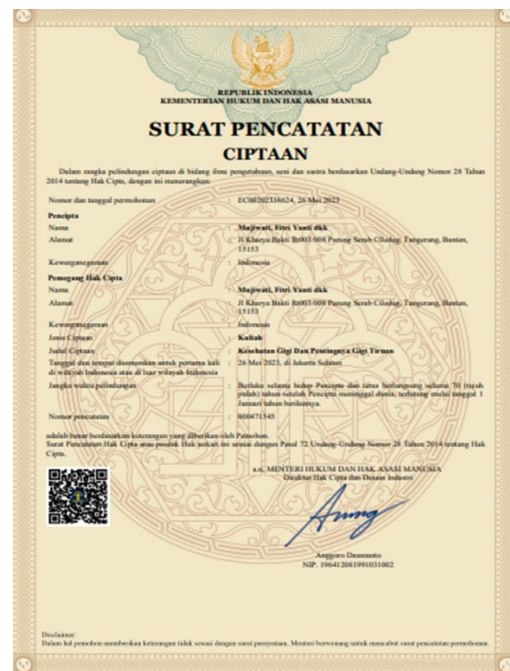 REPUBLIK INDONESIA
KEMENTERIAN HUKUM DAN HAK ASASI MANUSIA
SURAT PENCATATAN
CIPTAAN
Dalam rangka pelindungan ciptaan di bidang ilmu pengetahuan, seni dan sastra berdasarkan Undang-Undang Nomor 28 Tahun
2014 tentang Hak Cipta, dengan ini menerangkan:
Nomor dan tanggal permohonan : EC00202338624, 26 Mei 2023
Pencipta
Nama : Mujiwati, Fitri Yanti dkk
Alamat : Jl Kharya Bakti Rt003/008 Parung Serab Ciledug, Tangerang, Banten,
15153
Kewarganegaraan : Indonesia
Pemegang Hak Cipta
Nama : Mujiwati, Fitri Yanti dkk
Alamat : Jl Kharya Bakti Rt003/008 Parung Serab Ciledug, Tangerang, Banten,
15153
Kewarganegaraan : Indonesia
Jenis Ciptaan : Kuliah
Judul Ciptaan : Kesehatan Gigi Dan Pentingnya Gigi Tiruan
Tanggal dan tempat diumumkan untuk pertama kali : 26 Mei 2023, di Jakarta Selatan
di wilayah Indonesia atau di luar wilayah Indonesia
Jangka waktu pelindungan : Berlaku selama hidup Pencipta dan terus berlangsung selama 70 (tujuh
puluh) tahun setelah Pencipta meninggal dunia, terhitung mulai tanggal 1
Januari tahun berikutnya.
Nomor pencatatan : 000471545
adalah benar berdasarkan keterangan yang diberikan oleh Pemohon.
Surat Pencatatan Hak Cipta atau produk Hak terkait ini sesuai dengan Pasal 72 Undang-Undang Nomor 28 Tahun 2014 tentang Hak
Cipta.
a.n. MENTERI HUKUM DAN HAK ASASI MANUSIA
Direktur Hak Cipta dan Desain Industri
Anggoro Dasananto
NIP. 196412081991031002
Disclaimer:
Dalam hal pemohon memberikan keterangan tidak sesuai dengan surat pernyataan, Menteri berwenang untuk mencabut surat pencatatan permohonan.